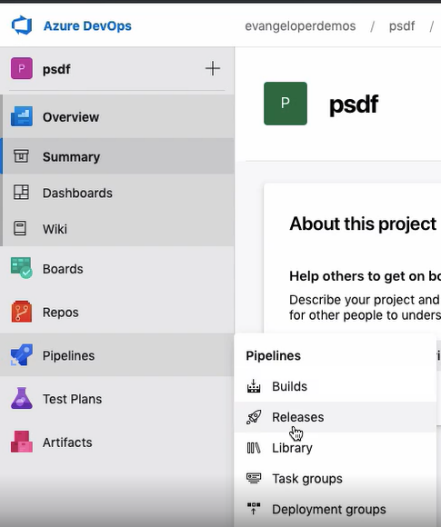 Azure DevOps
evangeloperdemos / psdf /
P psdf +
P psdf
Overview
Summary
Dashboards
Wiki
Boards
Repos
Pipelines
Test Plans
Artifacts
About this project
Help others to get on bo
Describe your project and
for other people to unders
Pipelines
Builds
Releases
Library
Task groups
Deployment groups